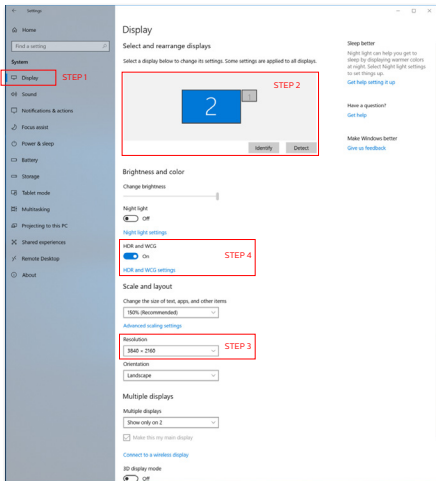 Settings
Home
Find a setting
System
Display
STEP 1
Sound
Notifications & actions
Focus assist
Power & sleep
Battery
Storage
Tablet mode
Multitasking
Projecting to this PC
Shared experiences
Remote Desktop
About
Display
Select and rearrange displays
Select a display below to change its settings. Some settings are applied to all displays.
STEP 2
2
1
Identify
Detect
Brightness and color
Change brightness
Night light
Off
Night light settings
HDR and WCG
On
STEP 4
HDR and WCG settings
Scale and layout
Change the size of text, apps, and other items
150% (Recommended)
Advanced scaling settings
Resolution
STEP 3
3840 × 2160
Orientation
Landscape
Multiple displays
Multiple displays
Show only on 2
Make this my main display
Connect to a wireless display
3D display mode
Off
Sleep better
Night light can help you get to
sleep by displaying warmer colors
at night. Select Night light settings
to set things up.
Get help setting it up
Have a question?
Get help
Make Windows better
Give us feedback